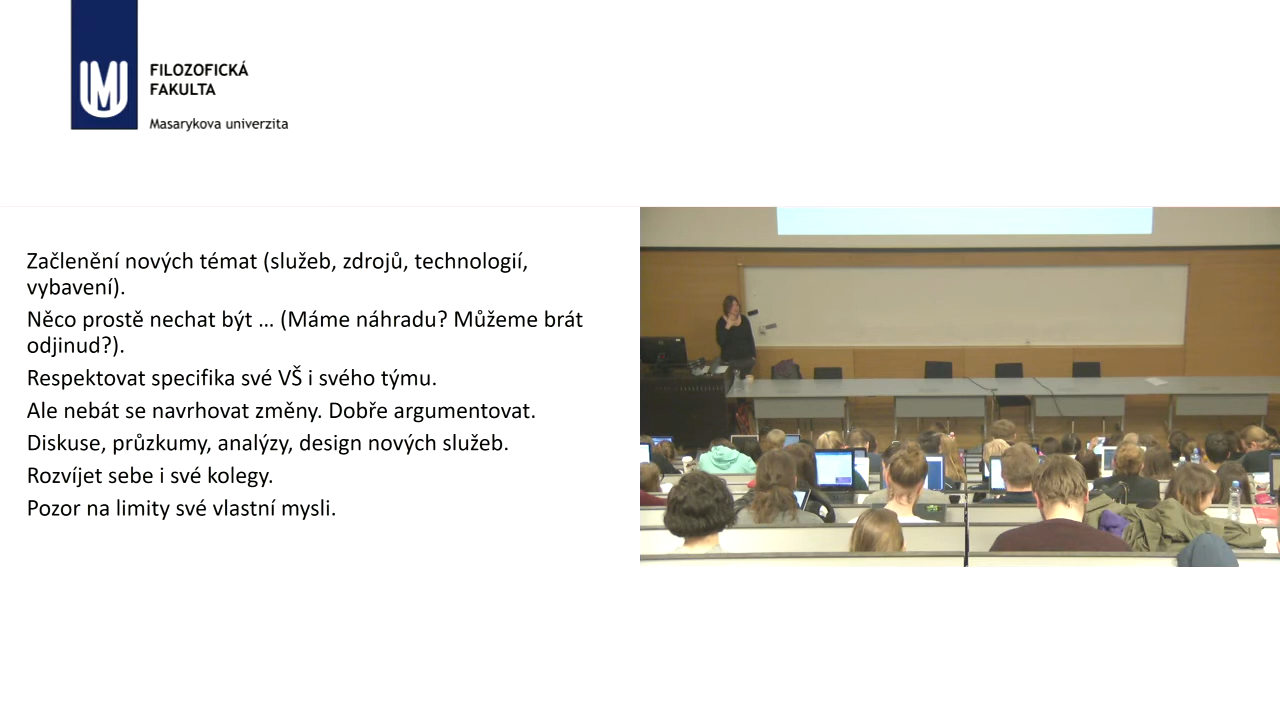 FILOZOFICKÁ
FAKULTA
Masarykova univerzita
Začlenění nových témat (služeb, zdrojů, technologií,
vybavení).
Něco prostě nechat být … (Máme náhradu? Můžeme brát
odjinud?).
Respektovat specifika své VŠ i svého týmu.
Ale nebát se navrhovat změny. Dobře argumentovat.
Diskuse, průzkumy, analýzy, design nových služeb.
Rozvíjet sebe i své kolegy.
Pozor na limity své vlastní mysli.